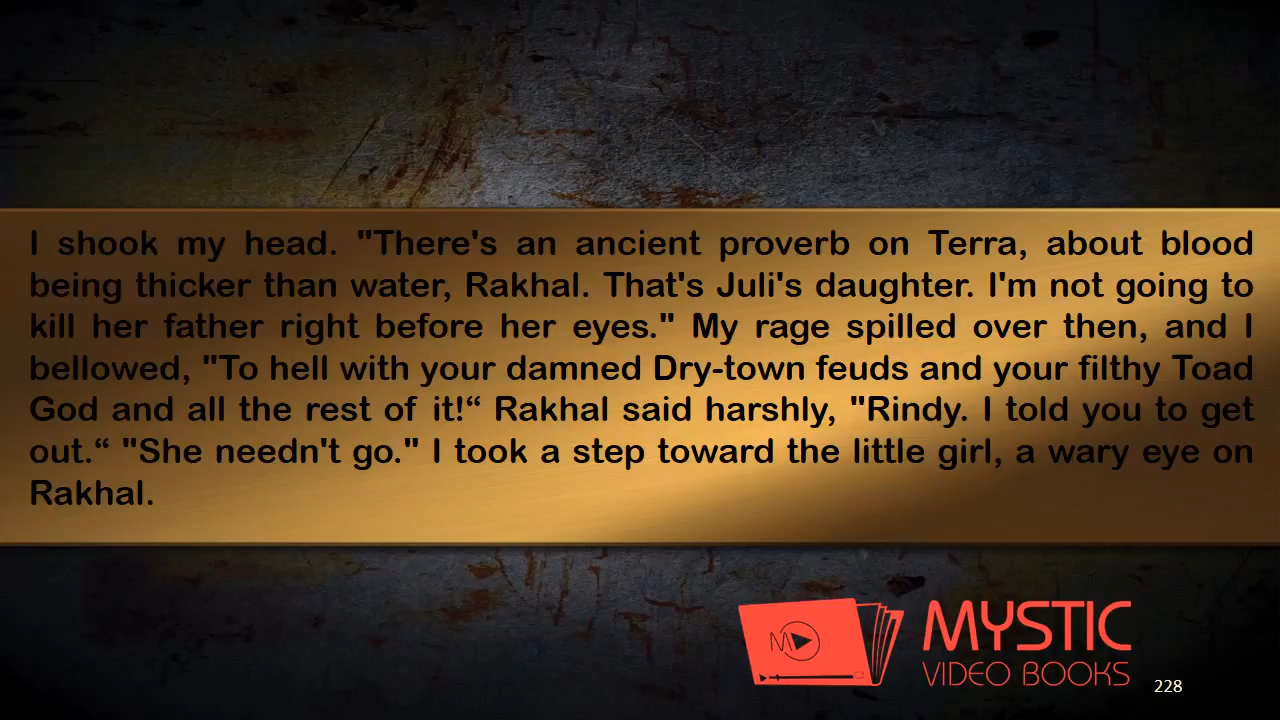 I shook my head. "There's an ancient proverb on Terra, about blood
being thicker than water, Rakhal. That's Juli's daughter. I'm not going to
kill her father right before her eyes." My rage spilled over then, and I
bellowed, "To hell with your damned Dry-town feuds and your filthy Toad
God and all the rest of it!“ Rakhal said harshly, "Rindy. I told you to get
out.“ "She needn't go." I took a step toward the little girl, a wary eye on
Rakhal.
M
MYSTIC
VIDEO BOOKS
228